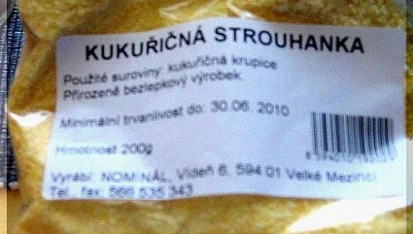 KUKUŘIČNÁ STROUHANKA
Použité suroviny: kukuřičná krupice
Přirozeně bezlepkový výrobek.
Minimální trvanlivost do: 30.06. 2010
Hmotnost 200g
Vyrábí: NOMINÁL, Vídeň 6, 594 01 Velké Meziříčí
Tel., fax: 566 535 343